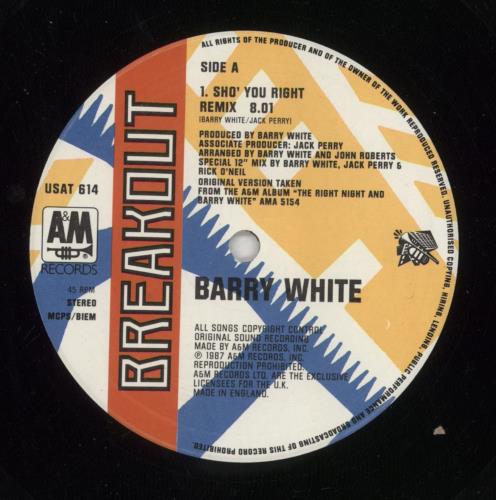 ALL RIGHTS OF THE PRODUCER AND OF THE OWNER OF THE WORK REPRODUCED RESERVED. UNAUTHORISED COPYING, HIRING, LENDING, PUBLIC PERFORMANCE AND BROADCASTING OF THIS RECORD PROHIBITED.
SIDE A
1. SHO' YOU RIGHT
REMIX 8.01
(BARRY WHITE/JACK PERRY)
PRODUCED BY BARRY WHITE
ASSOCIATE PRODUCER: JACK PERRY
ARRANGED BY BARRY WHITE AND JOHN ROBERTS
SPECIAL 12" MIX BY BARRY WHITE, JACK PERRY &
RICK O'NEIL
ORIGINAL VERSION TAKEN
FROM THE A&M ALBUM "THE RIGHT NIGHT AND
BARRY WHITE" AMA 5154
USAT 614
A&M
RECORDS
45 RPM
STEREO
MCPS/BIEM
BREAKOUT
BARRY WHITE
ALL SONGS COPYRIGHT CONTROL
ORIGINAL SOUND RECORDING
MADE BY A&M RECORDS, INC.
℗ 1987 A&M RECORDS, INC.
REPRODUCTION PROHIBITED.
A&M RECORDS LTD. ARE THE EXCLUSIVE
LICENSEES FOR THE U.K.
MADE IN ENGLAND.